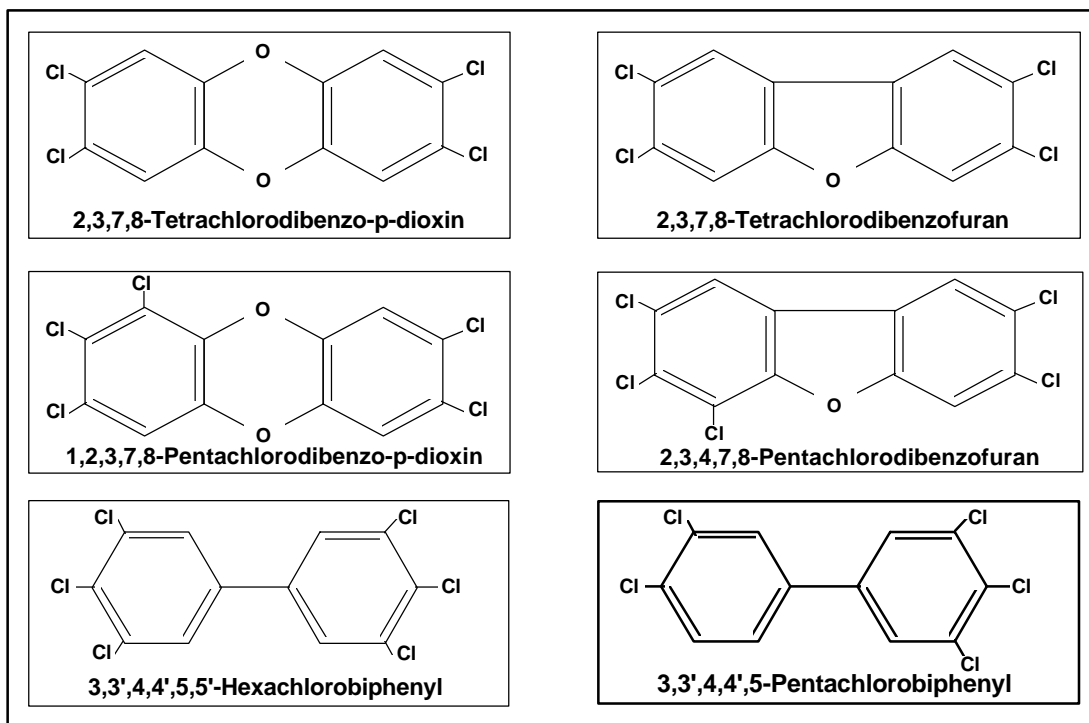 Cl O Cl
Cl O Cl
2,3,7,8-Tetrachlorodibenzo-p-dioxin
Cl Cl
Cl O Cl
2,3,7,8-Tetrachlorodibenzofuran
Cl
Cl O Cl
Cl O Cl
1,2,3,7,8-Pentachlorodibenzo-p-dioxin
Cl Cl
Cl O Cl
Cl
2,3,4,7,8-Pentachlorodibenzofuran
Cl Cl
Cl Cl
Cl Cl
3,3',4,4',5,5'-Hexachlorobiphenyl
Cl Cl
Cl Cl
Cl
3,3',4,4',5-Pentachlorobiphenyl